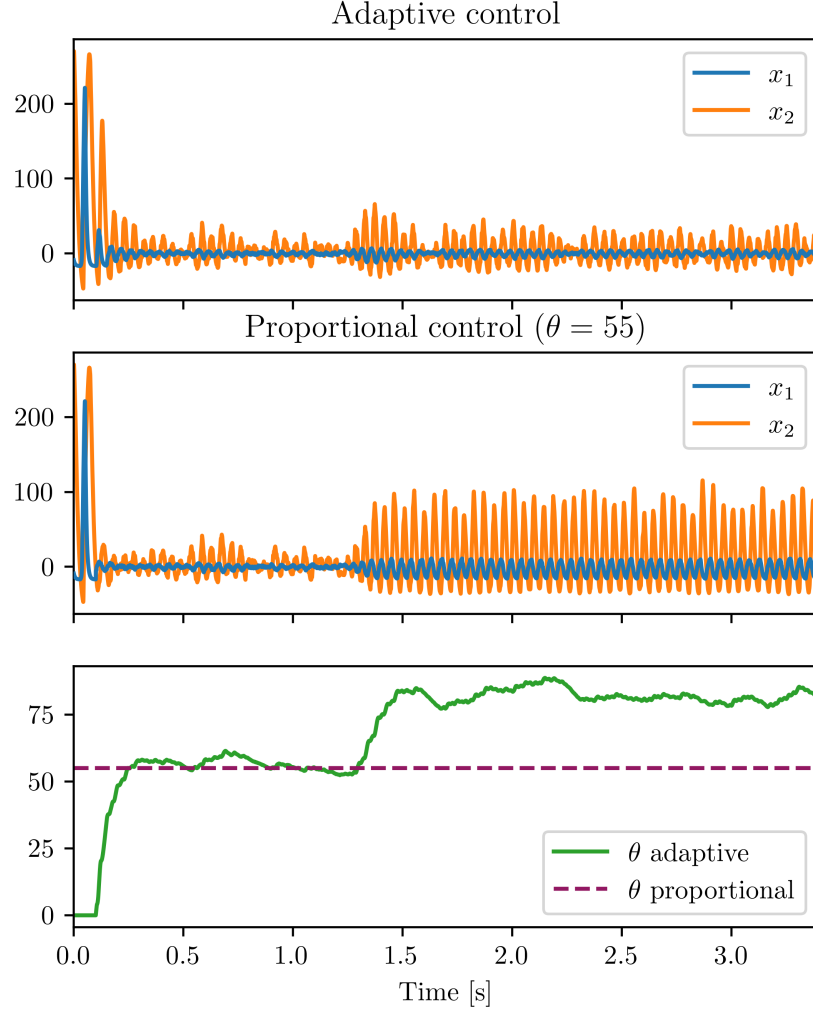 Adaptive control
200
100
0
x₁
x₂
Proportional control (θ = 55)
200
100
0
x₁
x₂
75
50
25
0
θ adaptive
θ proportional
0.0 0.5 1.0 1.5 2.0 2.5 3.0
Time [s]